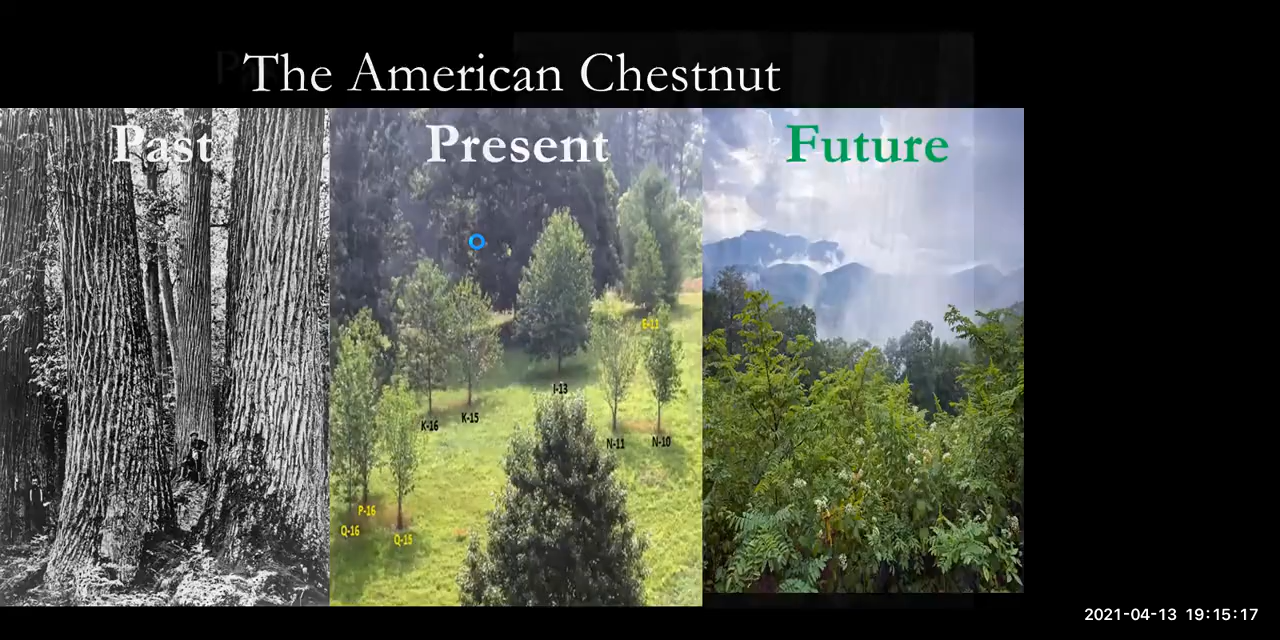 The American Chestnut
Past
Present
Future
E-11
I-13
K-15
K-16
N-11
N-10
P-16
Q-16
Q-15
2021-04-13 19:15:17